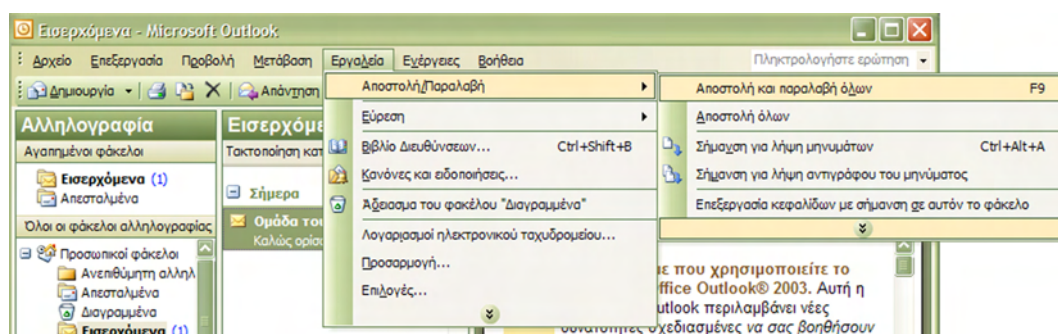 Εισερχόμενα - Microsoft Outlook
Αρχείο Επεξεργασία Προβολή Μετάβαση Εργαλεία Ενέργειες Βοήθεια Πληκτρολογήστε ερώτηση
Δημιουργία Απάντηση
Αποστολή/Παραλαβή
Εύρεση
Βιβλίο Διευθύνσεων... Ctrl+Shift+B
Κανόνες και ειδοποιήσεις...
Άδειασμα του φακέλου "Διαγραμμένα"
Λογαριασμοί ηλεκτρονικού ταχυδρομείου...
Προσαρμογή...
Επιλογές...
Αποστολή και παραλαβή όλων F9
Αποστολή όλων
Σήμανση για λήψη μηνυμάτων Ctrl+Alt+A
Σήμανση για λήψη αντιγράφου του μηνύματος
Επεξεργασία κεφαλίδων με σήμανση σε αυτόν το φάκελο
Αλληλογραφία
Αγαπημένοι φάκελοι
Εισερχόμενα (1)
Απεσταλμένα
Όλοι οι φάκελοι αλληλογραφίας
Προσωπικοί φάκελοι
Ανεπιθύμητη αλληλ
Απεσταλμένα
Διαγραμμένα
Εισερχόμενα (1)
Εισερχόμε
Τακτοποίηση κατ
Σήμερα
Ομάδα του
Καλώς ορίσ
με που χρησιμοποιείτε το
ffice Outlook® 2003. Αυτή η
utlook περιλαμβάνει νέες
δυνατότητες σχεδιασμένες να σας βοηθήσουν